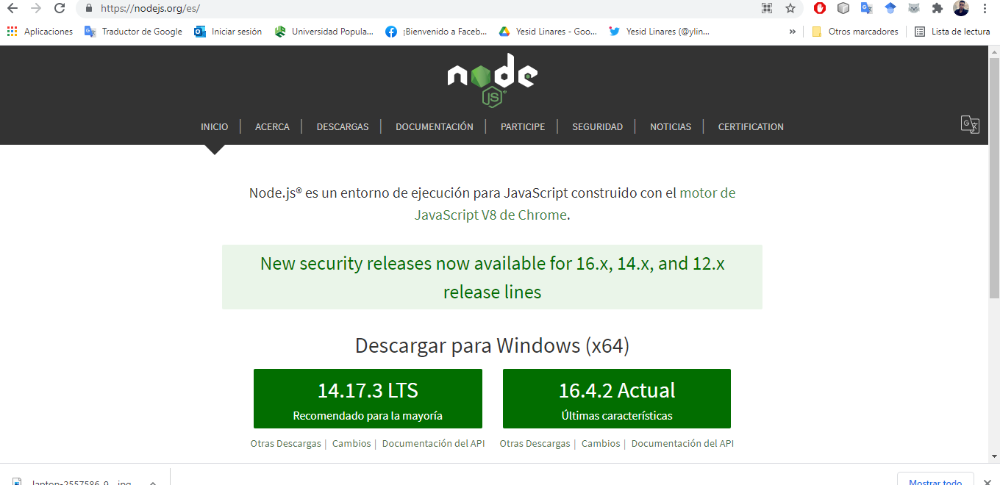 https://nodejs.org/es/
Aplicaciones Traductor de Google Iniciar sesión Universidad Popula... ¡Bienvenido a Faceb... Yesid Linares - Goo... Yesid Linares (@ylin... » Otros marcadores Lista de lectura
node
JS
INICIO | ACERCA | DESCARGAS | DOCUMENTACIÓN | PARTICIPE | SEGURIDAD | NOTICIAS | CERTIFICATION
Node.js® es un entorno de ejecución para JavaScript construido con el motor de
JavaScript V8 de Chrome.
New security releases now available for 16.x, 14.x, and 12.x
release lines
Descargar para Windows (x64)
14.17.3 LTS 16.4.2 Actual
Recomendado para la mayoría Últimas características
Otras Descargas | Cambios | Documentación del API Otras Descargas | Cambios | Documentación del API
laptop-2557586_9....jpg Mostrar todo